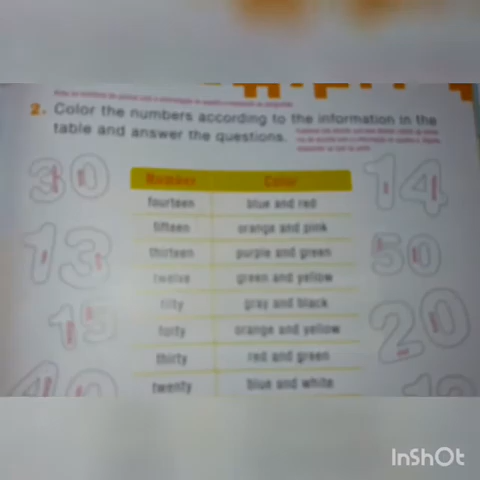 2. Color the numbers according to the information in the
table and answer the questions.
Number Color
fourteen blue and red
fifteen orange and pink
thirteen purple and green
twelve green and yellow
fifty gray and black
forty orange and yellow
thirty red and green
twenty blue and white
30
14
13
50
15
20
40
12
InShOt